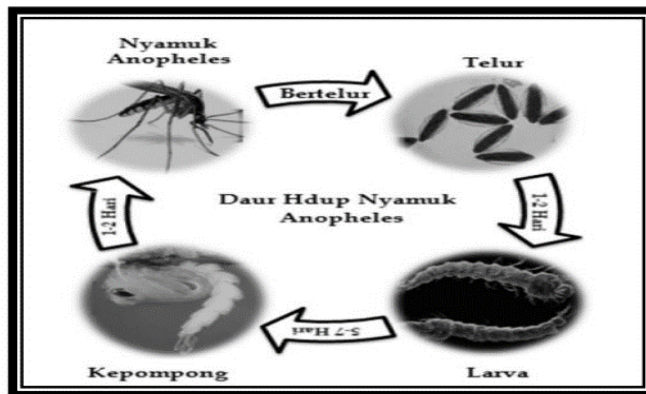 Nyamuk
Anopheles
Bertelur
Telur
1-2 Hari
Daur Hdup Nyamuk
Anopheles
1-2 Hari
5-7 Hari
Kepompong
Larva